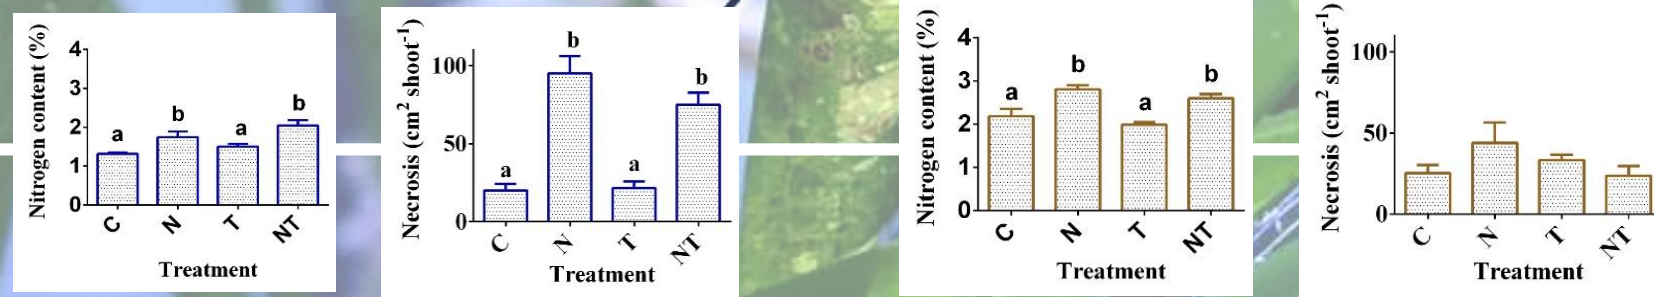 Nitrogen content (%)
4
3
2
1
0
a
b
a
b
C
N
T
NT
Treatment
Necrosis (cm² shoot⁻¹)
100
50
0
a
b
a
b
C
N
T
NT
Treatment
Nitrogen content (%)
4
3
2
1
0
a
b
a
b
C
N
T
NT
Treatment
Necrosis (cm² shoot⁻¹)
100
50
0
C
N
T
NT
Treatment